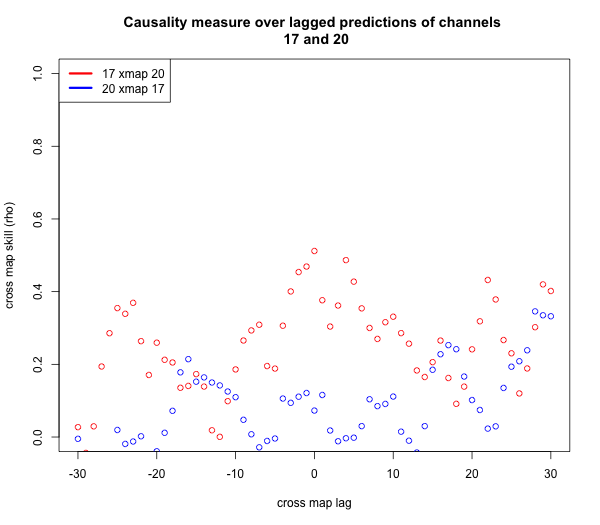 Causality measure over lagged predictions of channels
17 and 20
17 xmap 20
20 xmap 17
1.0
0.8
0.6
0.4
0.2
0.0
cross map skill (rho)
-30 -20 -10 0 10 20 30
cross map lag